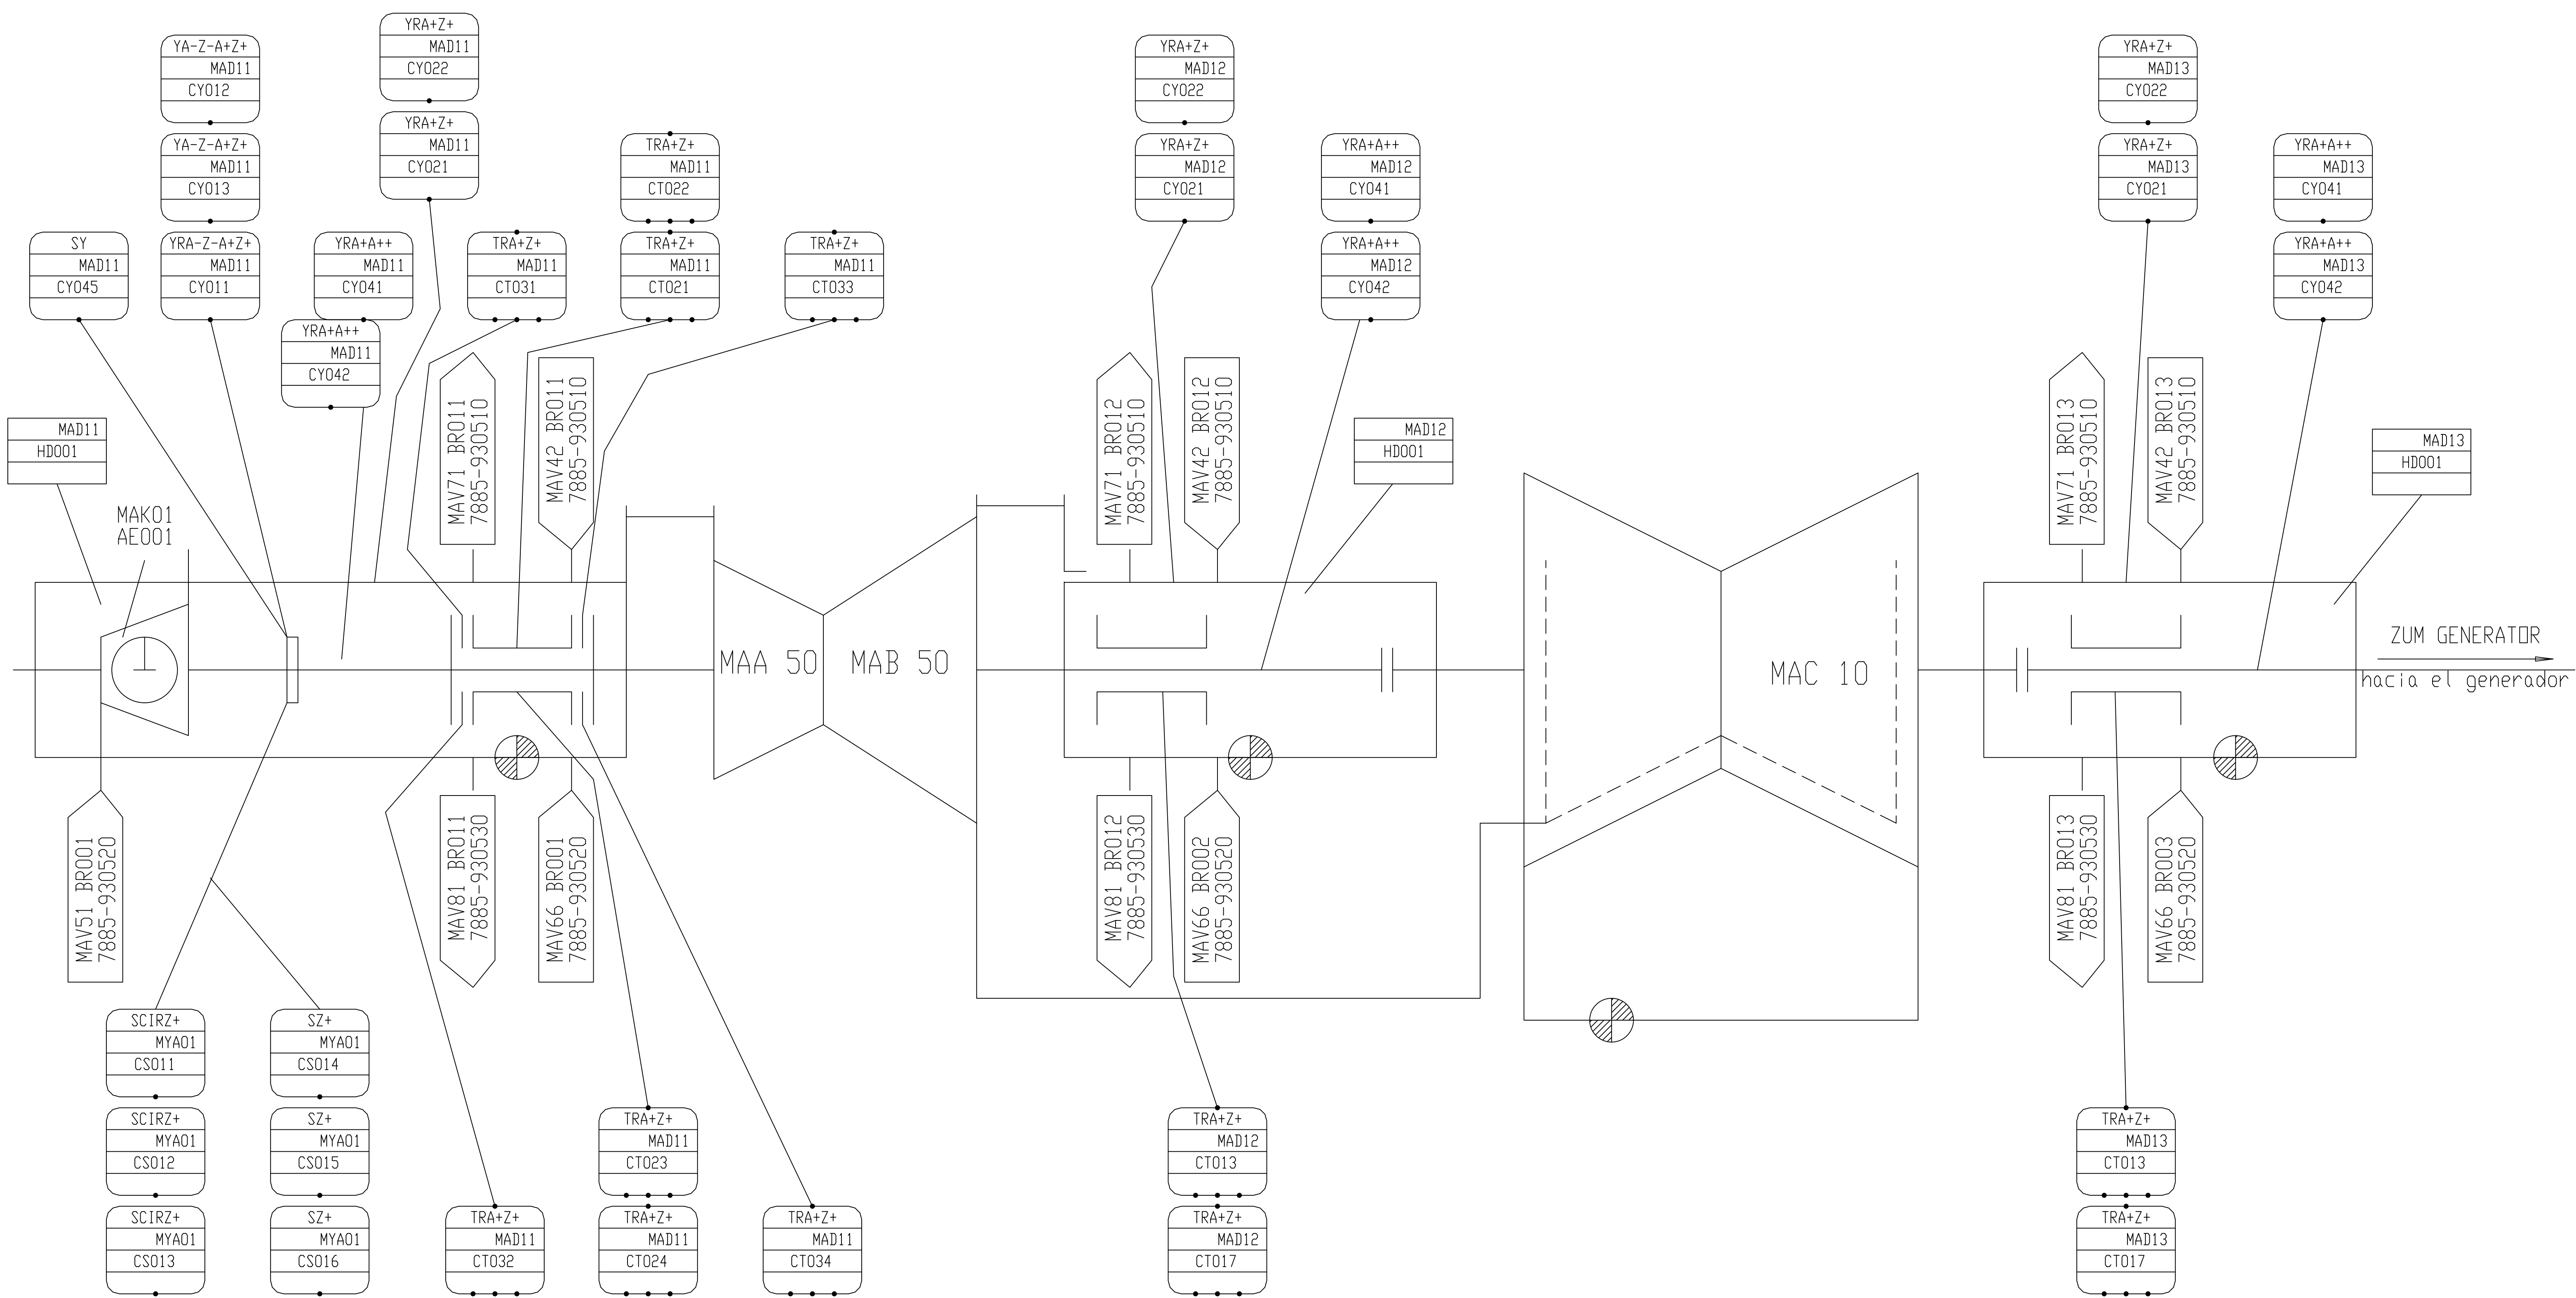 YRA+Z+
MAD11
CY022
YA-Z-A+Z+
MAD11
CY012
YRA+Z+
MAD12
CY022
YRA+Z+
MAD13
CY022
YRA+Z+
MAD11
CY021
YA-Z-A+Z+
MAD11
CY013
TRA+Z+
MAD11
CT022
YRA+Z+
MAD12
CY021
YRA+A++
MAD12
CY041
YRA+Z+
MAD13
CY021
YRA+A++
MAD13
CY041
SY
MAD11
CY045
YRA-Z-A+Z+
MAD11
CY011
YRA+A++
MAD11
CY041
TRA+Z+
MAD11
CT031
TRA+Z+
MAD11
CT021
TRA+Z+
MAD11
CT033
YRA+A++
MAD12
CY042
YRA+A++
MAD13
CY042
YRA+A++
MAD11
CY042
MAV71 BR011
7885-930510
MAV42 BR011
7885-930510
MAV71 BR012
7885-930510
MAV42 BR012
7885-930510
MAV71 BR013
7885-930510
MAV42 BR013
7885-930510
MAD11
HD001
MAD12
HD001
MAD13
HD001
MAK01
AE001
MAA 50
MAB 50
MAC 10
ZUM GENERATOR
hacia el generador
MAV51 BR001
7885-930520
MAV81 BR011
7885-930530
MAV66 BR001
7885-930520
MAV81 BR012
7885-930530
MAV66 BR002
7885-930520
MAV81 BR013
7885-930530
MAV66 BR003
7885-930520
SCIRZ+
MYA01
CS011
SZ+
MYA01
CS014
SCIRZ+
MYA01
CS012
SZ+
MYA01
CS015
TRA+Z+
MAD11
CT023
TRA+Z+
MAD12
CT013
TRA+Z+
MAD13
CT013
SCIRZ+
MYA01
CS013
SZ+
MYA01
CS016
TRA+Z+
MAD11
CT032
TRA+Z+
MAD11
CT024
TRA+Z+
MAD11
CT034
TRA+Z+
MAD12
CT017
TRA+Z+
MAD13
CT017